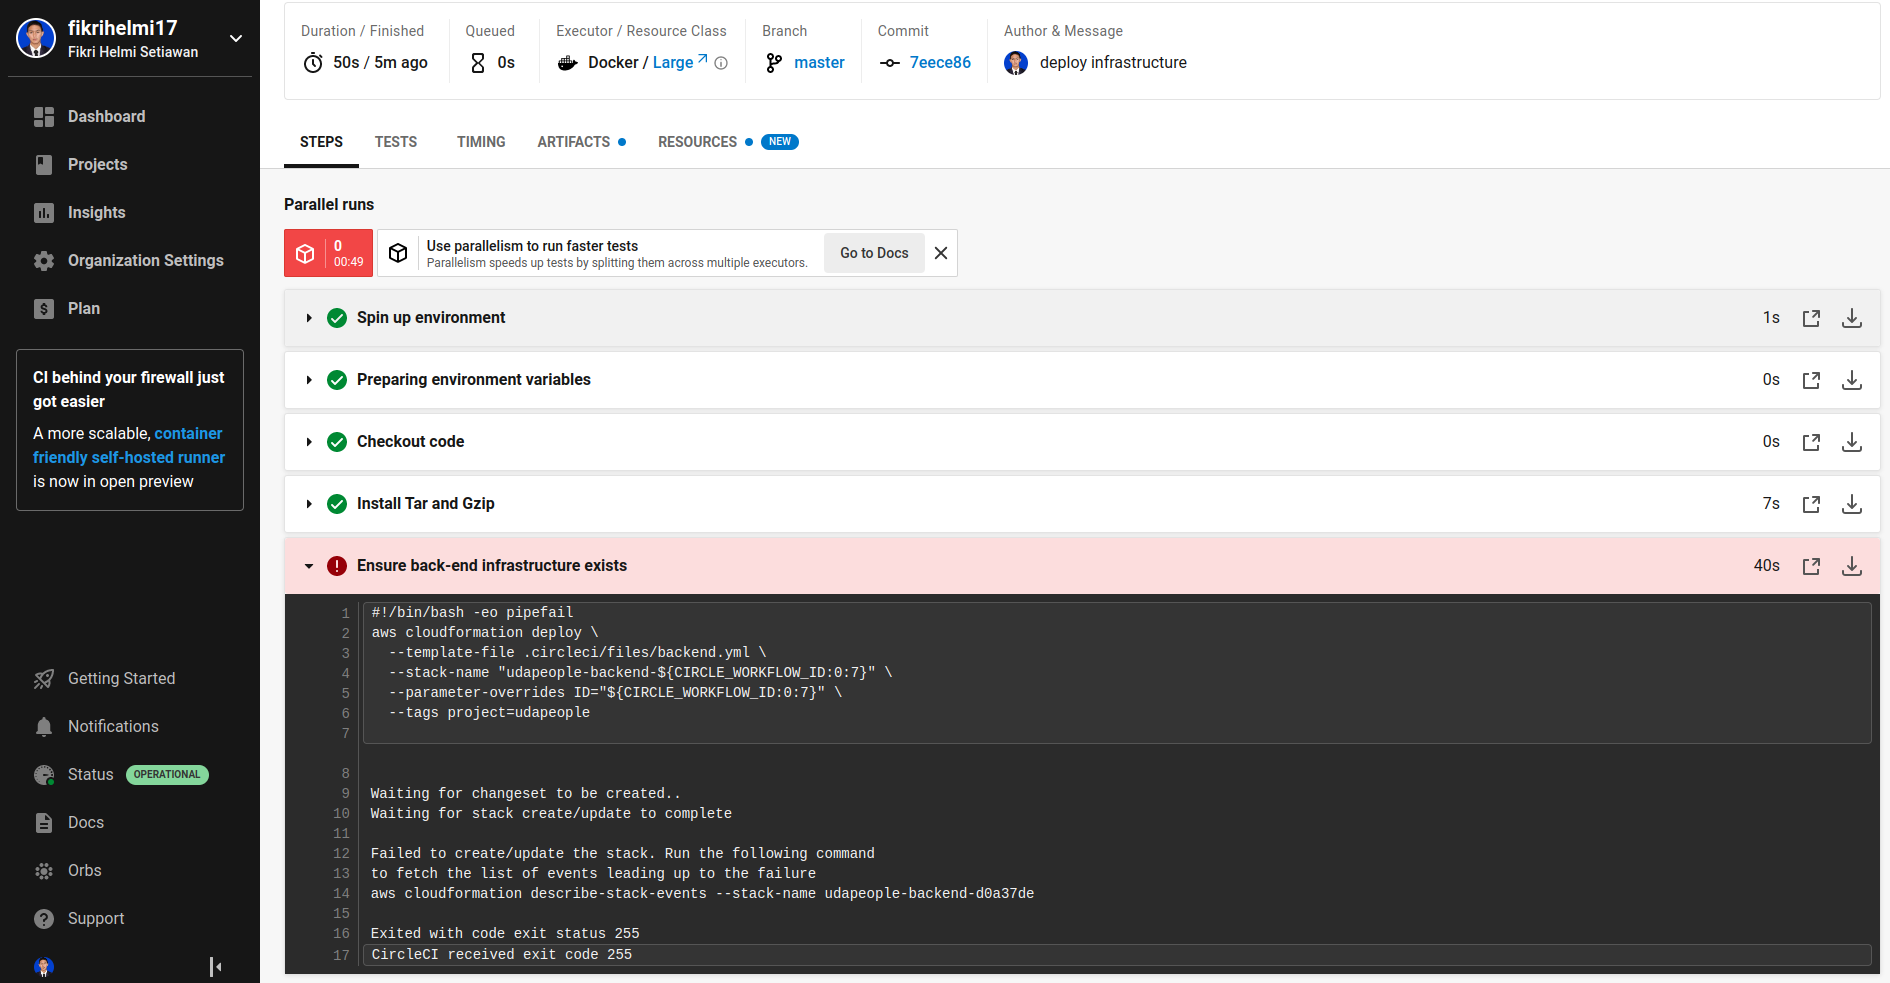 fikrihelmi17
Fikri Helmi Setiawan
Dashboard
Projects
Insights
Organization Settings
Plan
CI behind your firewall just
got easier
A more scalable, container
friendly self-hosted runner
is now in open preview
Getting Started
Notifications
Status OPERATIONAL
Docs
Orbs
Support
Duration / Finished
50s / 5m ago
Queued
0s
Executor / Resource Class
Docker / Large
Branch
master
Commit
7eece86
Author & Message
deploy infrastructure
STEPS TESTS TIMING ARTIFACTS RESOURCES NEW
Parallel runs
0
00:49
Use parallelism to run faster tests
Parallelism speeds up tests by splitting them across multiple executors.
Go to Docs
Spin up environment 1s
Preparing environment variables 0s
Checkout code 0s
Install Tar and Gzip 7s
Ensure back-end infrastructure exists 40s
1 #!/bin/bash -eo pipefail
2 aws cloudformation deploy \
3 --template-file .circleci/files/backend.yml \
4 --stack-name "udapeople-backend-${CIRCLE_WORKFLOW_ID:0:7}" \
5 --parameter-overrides ID="${CIRCLE_WORKFLOW_ID:0:7}" \
6 --tags project=udapeople
7
8
9 Waiting for changeset to be created..
10 Waiting for stack create/update to complete
11
12 Failed to create/update the stack. Run the following command
13 to fetch the list of events leading up to the failure
14 aws cloudformation describe-stack-events --stack-name udapeople-backend-d0a37de
15
16 Exited with code exit status 255
17 CircleCI received exit code 255